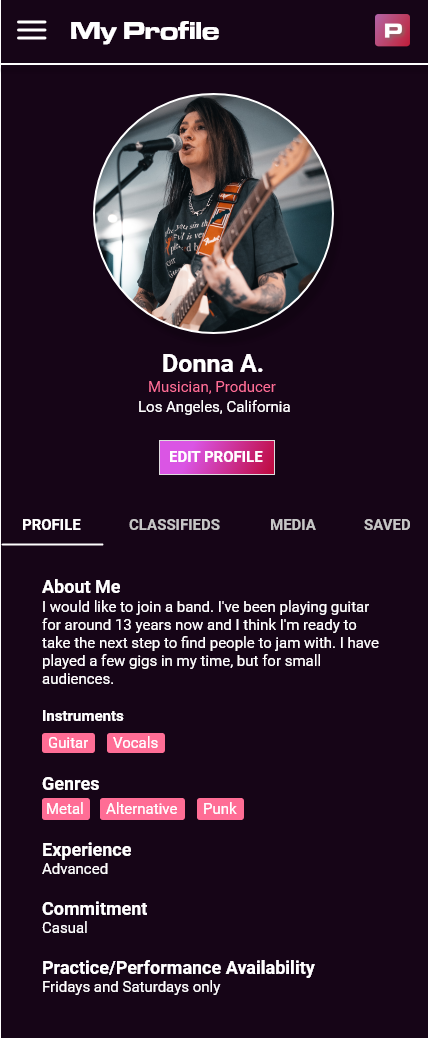 My Profile
P
Donna A.
Musician, Producer
Los Angeles, California
EDIT PROFILE
PROFILE CLASSIFIEDS MEDIA SAVED
About Me
I would like to join a band. I've been playing guitar
for around 13 years now and I think I'm ready to
take the next step to find people to jam with. I have
played a few gigs in my time, but for small
audiences.
Instruments
Guitar Vocals
Genres
Metal Alternative Punk
Experience
Advanced
Commitment
Casual
Practice/Performance Availability
Fridays and Saturdays only